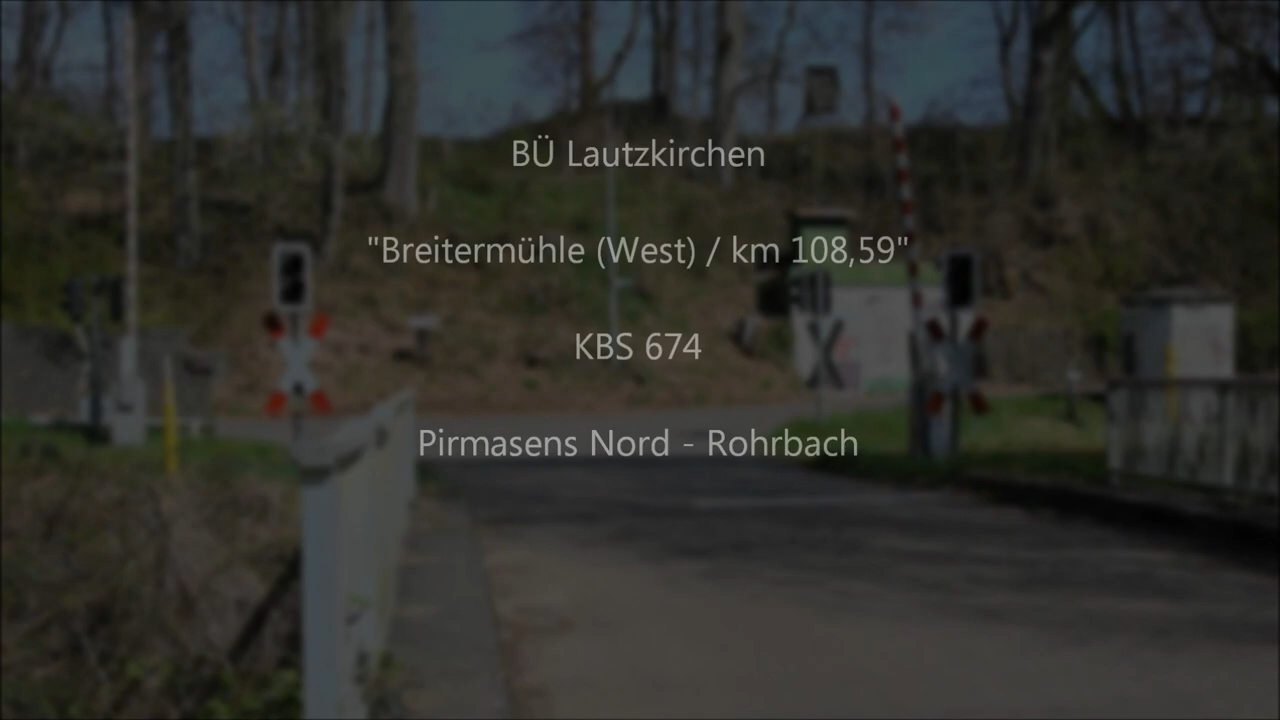 BÜ Lautzkirchen
"Breitermühle (West) / km 108,59"
KBS 674
Pirmasens Nord - Rohrbach